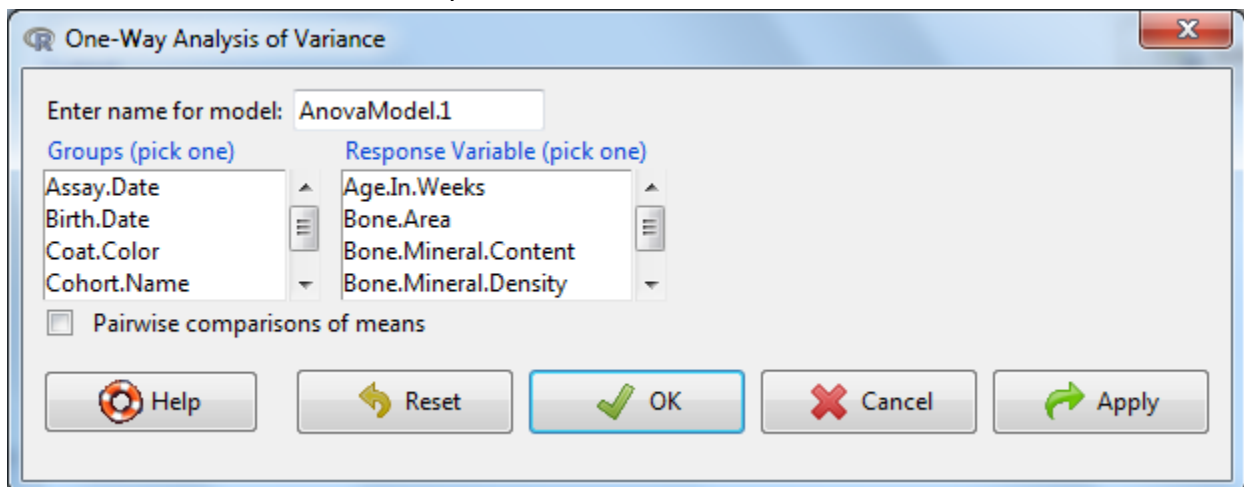 One-Way Analysis of Variance
Enter name for model: AnovaModel.1
Groups (pick one) Response Variable (pick one)
Assay.Date Age.In.Weeks
Birth.Date Bone.Area
Coat.Color Bone.Mineral.Content
Cohort.Name Bone.Mineral.Density
Pairwise comparisons of means
Help Reset OK Cancel Apply